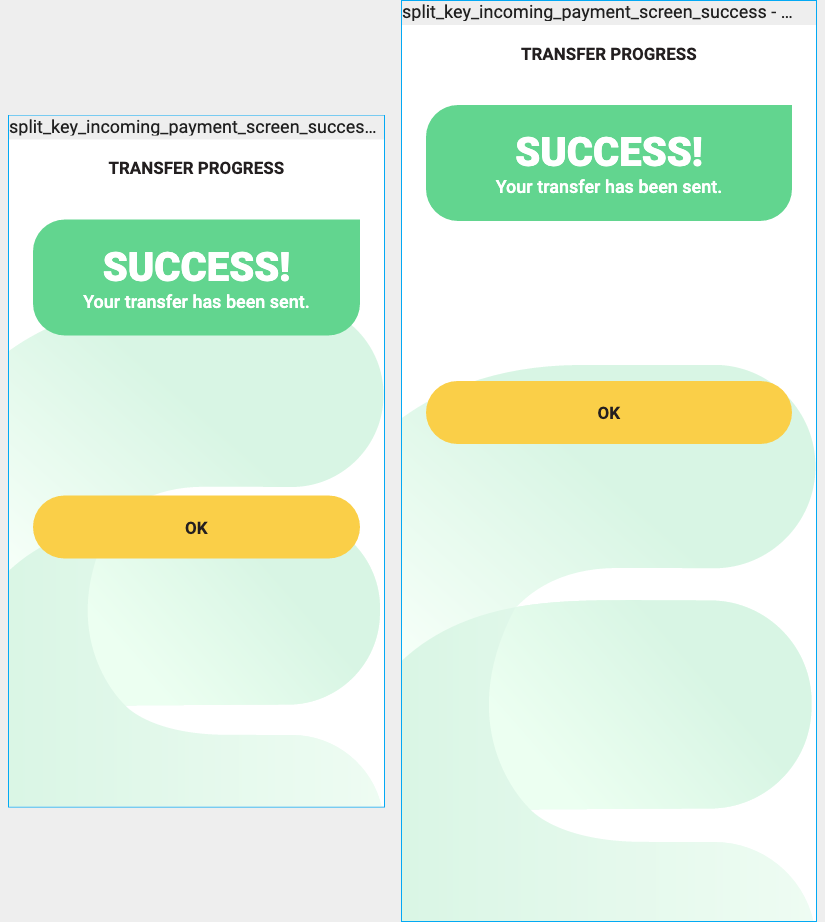 split_key_incoming_payment_screen_succes...
TRANSFER PROGRESS
SUCCESS!
Your transfer has been sent.
OK
split_key_incoming_payment_screen_success - ...
TRANSFER PROGRESS
SUCCESS!
Your transfer has been sent.
OK